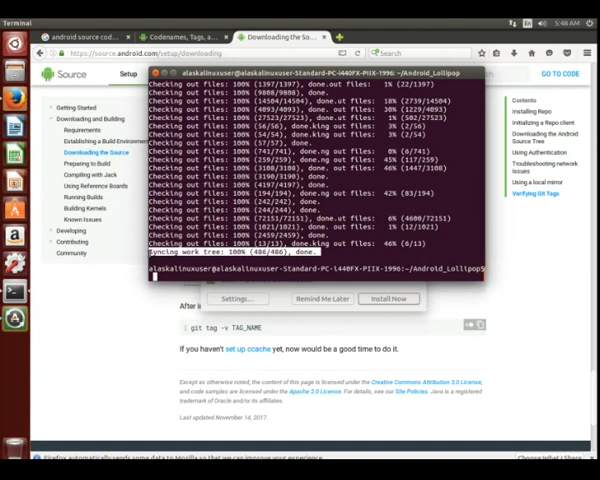 Terminal
En
5:48 AM
android source cod...
Codenames, Tags, a...
Downloading the So...
https://source.android.com/setup/downloading
Search
Source
Setup
GO TO CODE
alaskalinuxuser@alaskalinuxuser-Standard-PC-i440FX-PIIX-1996: ~/Android_Lollipop
Checking out files: 100% (1397/1397), done.out files:   1% (22/1397)
Checking out files: 100% (9808/9808), done.
Checking out files: 100% (14504/14504), done.ut files:  18% (2739/14504)
Checking out files: 100% (4093/4093), done.out files:  30% (1229/4093)
Checking out files: 100% (27523/27523), done.ut files:   1% (502/27523)
Checking out files: 100% (56/56), done.king out files:   3% (2/56)
Checking out files: 100% (54/54), done.king out files:   3% (2/54)
Checking out files: 100% (57/57), done.
Checking out files: 100% (741/741), done.ng out files:   0% (6/741)
Checking out files: 100% (259/259), done.ng out files:  45% (117/259)
Checking out files: 100% (3108/3108), done.out files:  46% (1447/3108)
Checking out files: 100% (3190/3190), done.
Checking out files: 100% (4197/4197), done.
Checking out files: 100% (194/194), done.ng out files:  42% (83/194)
Checking out files: 100% (242/242), done.
Checking out files: 100% (244/244), done.
Checking out files: 100% (72151/72151), done.ut files:   6% (4600/72151)
Checking out files: 100% (1021/1021), done.out files:   1% (12/1021)
Checking out files: 100% (2459/2459), done.
Checking out files: 100% (13/13), done.king out files:  46% (6/13)
Syncing work tree: 100% (486/486), done.
alaskalinuxuser@alaskalinuxuser-Standard-PC-i440FX-PIIX-1996:~/Android_Lollipop$
Getting Started
Downloading and Building
Requirements
Establishing a Build Environment
Downloading the Source
Preparing to Build
Compiling with Jack
Using Reference Boards
Running Builds
Building Kernels
Known Issues
Developing
Contributing
Community
Contents
Installing Repo
Initializing a Repo client
Downloading the Android Source Tree
Using Authentication
Troubleshooting network issues
Using a local mirror
Verifying Git Tags
Settings...
Remind Me Later
Install Now
After in
git tag -v TAG_NAME
If you haven't set up ccache yet, now would be a good time to do it.
Except as otherwise noted, the content of this page is licensed under the Creative Commons Attribution 3.0 License,
and code samples are licensed under the Apache 2.0 License. For details, see our Site Policies. Java is a registered
trademark of Oracle and/or its affiliates.
Last updated November 14, 2017.
Firefox automatically sends some data to Mozilla so that we can improve your experience.
Choose What I Share